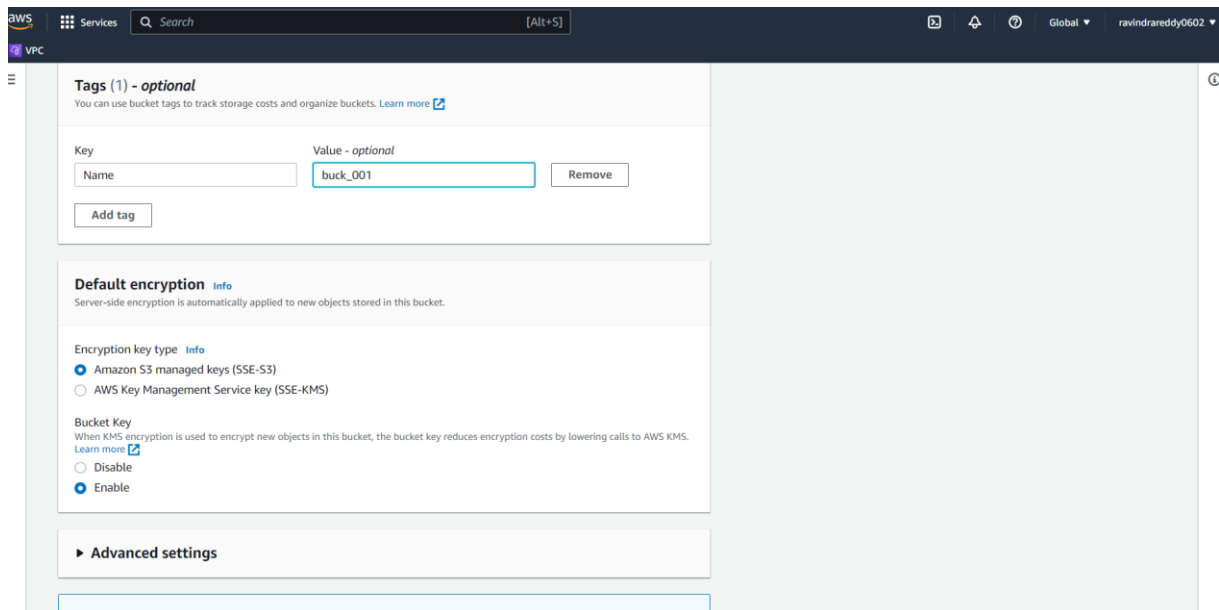 aws
Services
Search [Alt+S]
Global
ravindrareddy0602
VPC
Tags (1) - optional
You can use bucket tags to track storage costs and organize buckets. Learn more
Key Value - optional
Name buck_001 Remove
Add tag
Default encryption Info
Server-side encryption is automatically applied to new objects stored in this bucket.
Encryption key type Info
Amazon S3 managed keys (SSE-S3)
AWS Key Management Service key (SSE-KMS)
Bucket Key
When KMS encryption is used to encrypt new objects in this bucket, the bucket key reduces encryption costs by lowering calls to AWS KMS.
Learn more
Disable
Enable
Advanced settings